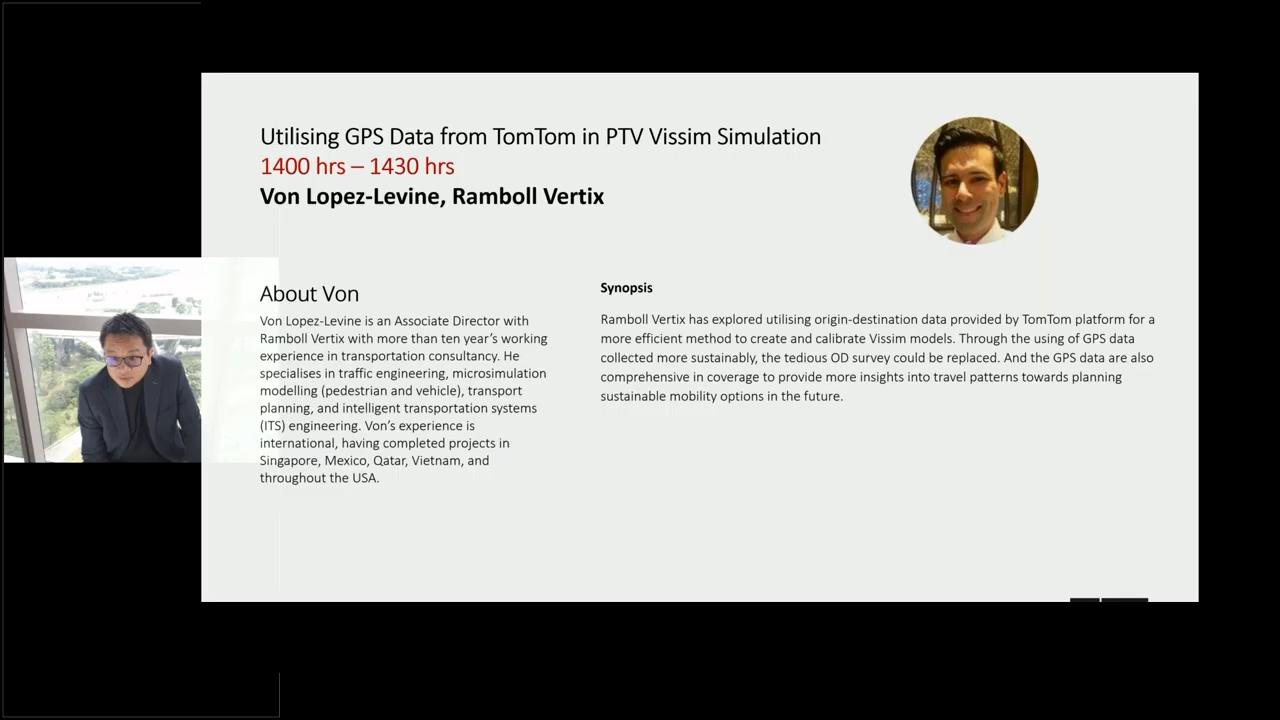 Utilising GPS Data from TomTom in PTV Vissim Simulation
1400 hrs – 1430 hrs
Von Lopez-Levine, Ramboll Vertix
About Von
Von Lopez-Levine is an Associate Director with
Ramboll Vertix with more than ten year’s working
experience in transportation consultancy. He
specialises in traffic engineering, microsimulation
modelling (pedestrian and vehicle), transport
planning, and intelligent transportation systems
(ITS) engineering. Von’s experience is
international, having completed projects in
Singapore, Mexico, Qatar, Vietnam, and
throughout the USA.
Synopsis
Ramboll Vertix has explored utilising origin-destination data provided by TomTom platform for a
more efficient method to create and calibrate Vissim models. Through the using of GPS data
collected more sustainably, the tedious OD survey could be replaced. And the GPS data are also
comprehensive in coverage to provide more insights into travel patterns towards planning
sustainable mobility options in the future.